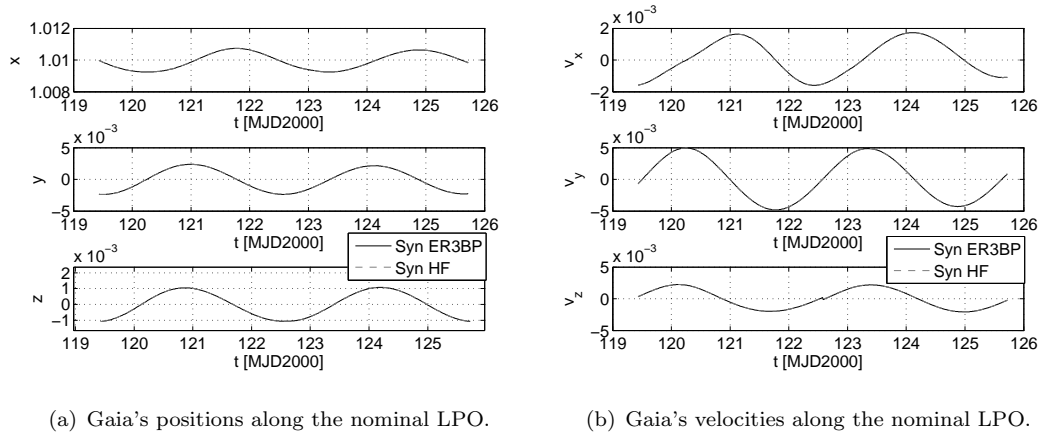 1.012
1.01
1.008
x
119 120 121 122 123 124 125 126
t [MJD2000]
x 10⁻³
5
0
−5
y
119 120 121 122 123 124 125 126
t [MJD2000]
Syn ER3BP
Syn HF
x 10⁻³
2
1
0
−1
z
119 120 121 122 123 124 125
t [MJD2000]
(a) Gaia's positions along the nominal LPO.
x 10⁻³
2
0
−2
vₓ
119 120 121 122 123 124 125 126
t [MJD2000]
x 10⁻³
5
0
−5
v_y
119 120 121 122 123 124 125 126
t [MJD2000]
Syn ER3BP
Syn HF
x 10⁻³
5
0
−5
v_z
119 120 121 122 123 124 125 126
t [MJD2000]
(b) Gaia's velocities along the nominal LPO.